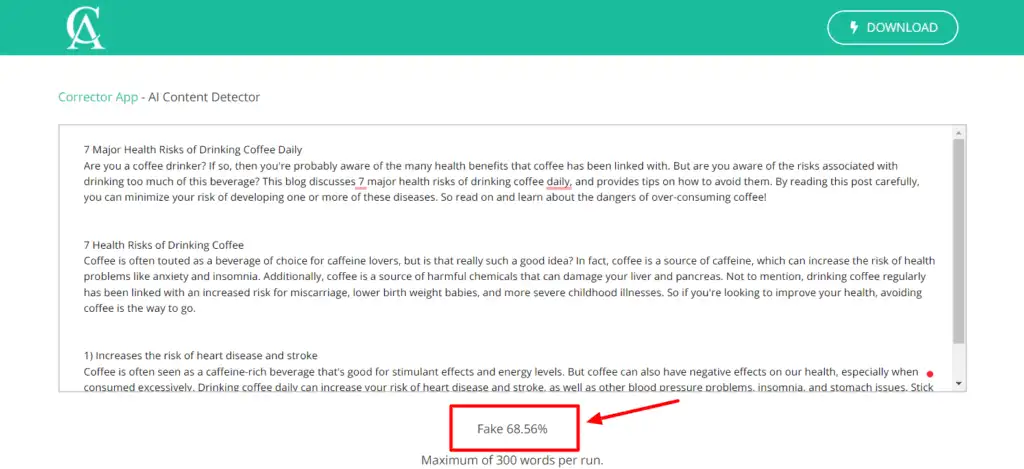 CA
DOWNLOAD
Corrector App - AI Content Detector
7 Major Health Risks of Drinking Coffee Daily
Are you a coffee drinker? If so, then you're probably aware of the many health benefits that coffee has been linked with. But are you aware of the risks associated with
drinking too much of this beverage? This blog discusses 7 major health risks of drinking coffee daily, and provides tips on how to avoid them. By reading this post carefully,
you can minimize your risk of developing one or more of these diseases. So read on and learn about the dangers of over-consuming coffee!
7 Health Risks of Drinking Coffee
Coffee is often touted as a beverage of choice for caffeine lovers, but is that really such a good idea? In fact, coffee is a source of caffeine, which can increase the risk of health
problems like anxiety and insomnia. Additionally, coffee is a source of harmful chemicals that can damage your liver and pancreas. Not to mention, drinking coffee regularly
has been linked with an increased risk for miscarriage, lower birth weight babies, and more severe childhood illnesses. So if you're looking to improve your health, avoiding
coffee is the way to go.
1) Increases the risk of heart disease and stroke
Coffee is often seen as a caffeine-rich beverage that's good for stimulant effects and energy levels. But coffee can also have negative effects on our health, especially when
consumed excessively. Drinking coffee daily can increase your risk of heart disease and stroke, as well as other blood pressure problems, insomnia, and stomach issues. Stick
Fake 68.56%
Maximum of 300 words per run.